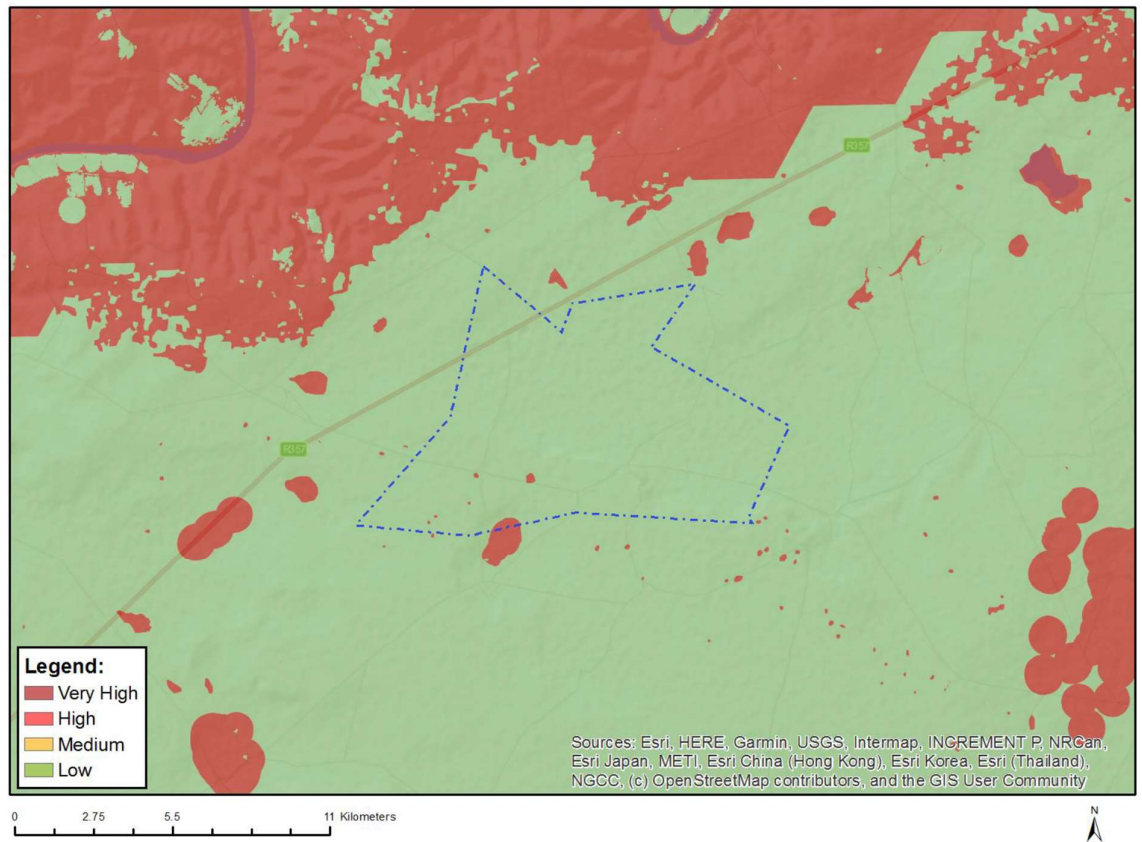 R357
R357
Legend:
Very High
High
Medium
Low
Sources: Esri, HERE, Garmin, USGS, Intermap, INCREMENT P, NRCan,
Esri Japan, METI, Esri China (Hong Kong), Esri Korea, Esri (Thailand),
NGCC, (c) OpenStreetMap contributors, and the GIS User Community
0 2.75 5.5 11 Kilometers
N